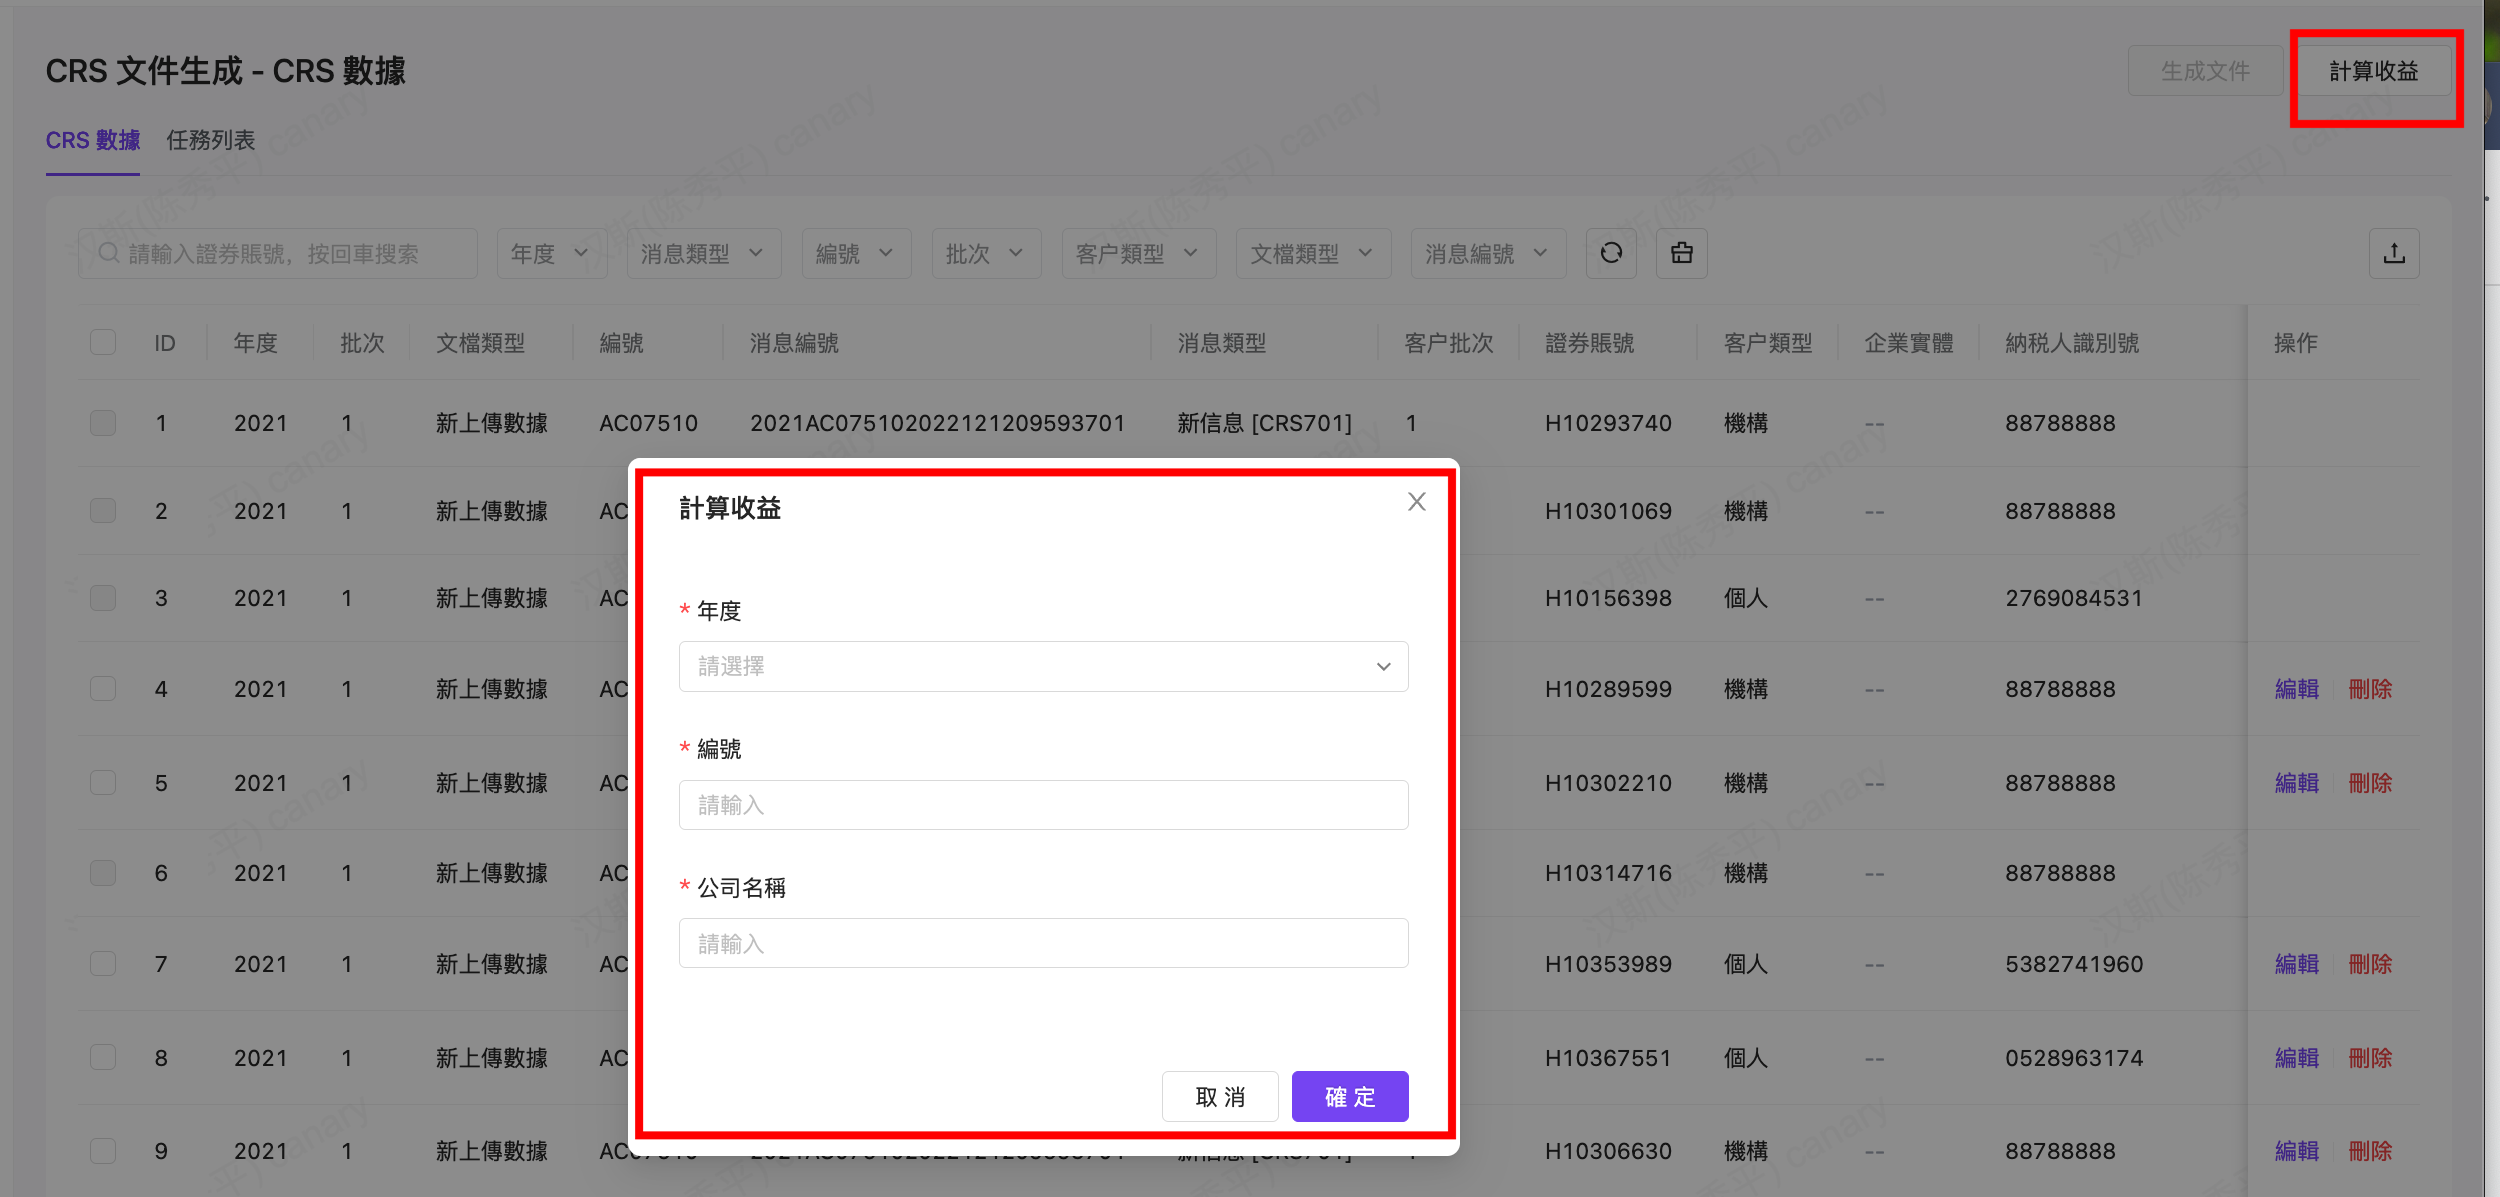 CRS 文件生成 - CRS 數據
生成文件 計算收益
CRS 數據 任務列表
請輸入證券賬號，按回車搜索 年度 消息類型 編號 批次 客户類型 文檔類型 消息編號
ID 年度 批次 文檔類型 編號 消息編號 消息類型 客户批次 證券賬號 客户類型 企業實體 納税人識別號 操作
1 2021 1 新上傳數據 AC07510 2021AC075102022121209593701 新信息 [CRS701] 1 H10293740 機構 -- 88788888
2 2021 1 新上傳數據 AC H10301069 機構 -- 88788888
3 2021 1 新上傳數據 AC H10156398 個人 -- 2769084531
4 2021 1 新上傳數據 AC H10289599 機構 -- 88788888 編輯 刪除
5 2021 1 新上傳數據 AC H10302210 機構 -- 88788888 編輯 刪除
6 2021 1 新上傳數據 AC H10314716 機構 -- 88788888
7 2021 1 新上傳數據 AC H10353989 個人 -- 5382741960 編輯 刪除
8 2021 1 新上傳數據 AC H10367551 個人 -- 0528963174 編輯 刪除
9 2021 1 新上傳數據 H10306630 機構 -- 88788888 編輯 刪除
計算收益
* 年度
請選擇
* 編號
請輸入
* 公司名稱
請輸入
取 消 確 定
汉斯(陈秀平) canary